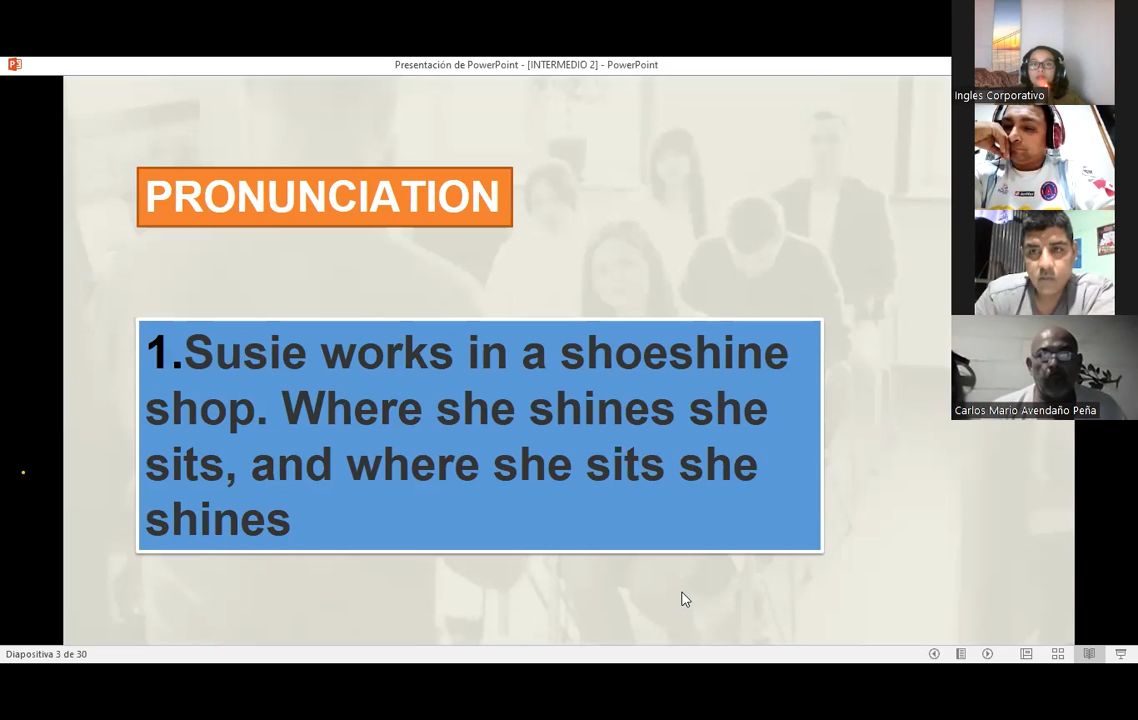 Presentación de PowerPoint - [INTERMEDIO 2] - PowerPoint
Ingles Corporativo
PRONUNCIATION
1.Susie works in a shoeshine
shop. Where she shines she
sits, and where she sits she
shines
Carlos Mario Avendaño Peña
Diapositiva 3 de 30